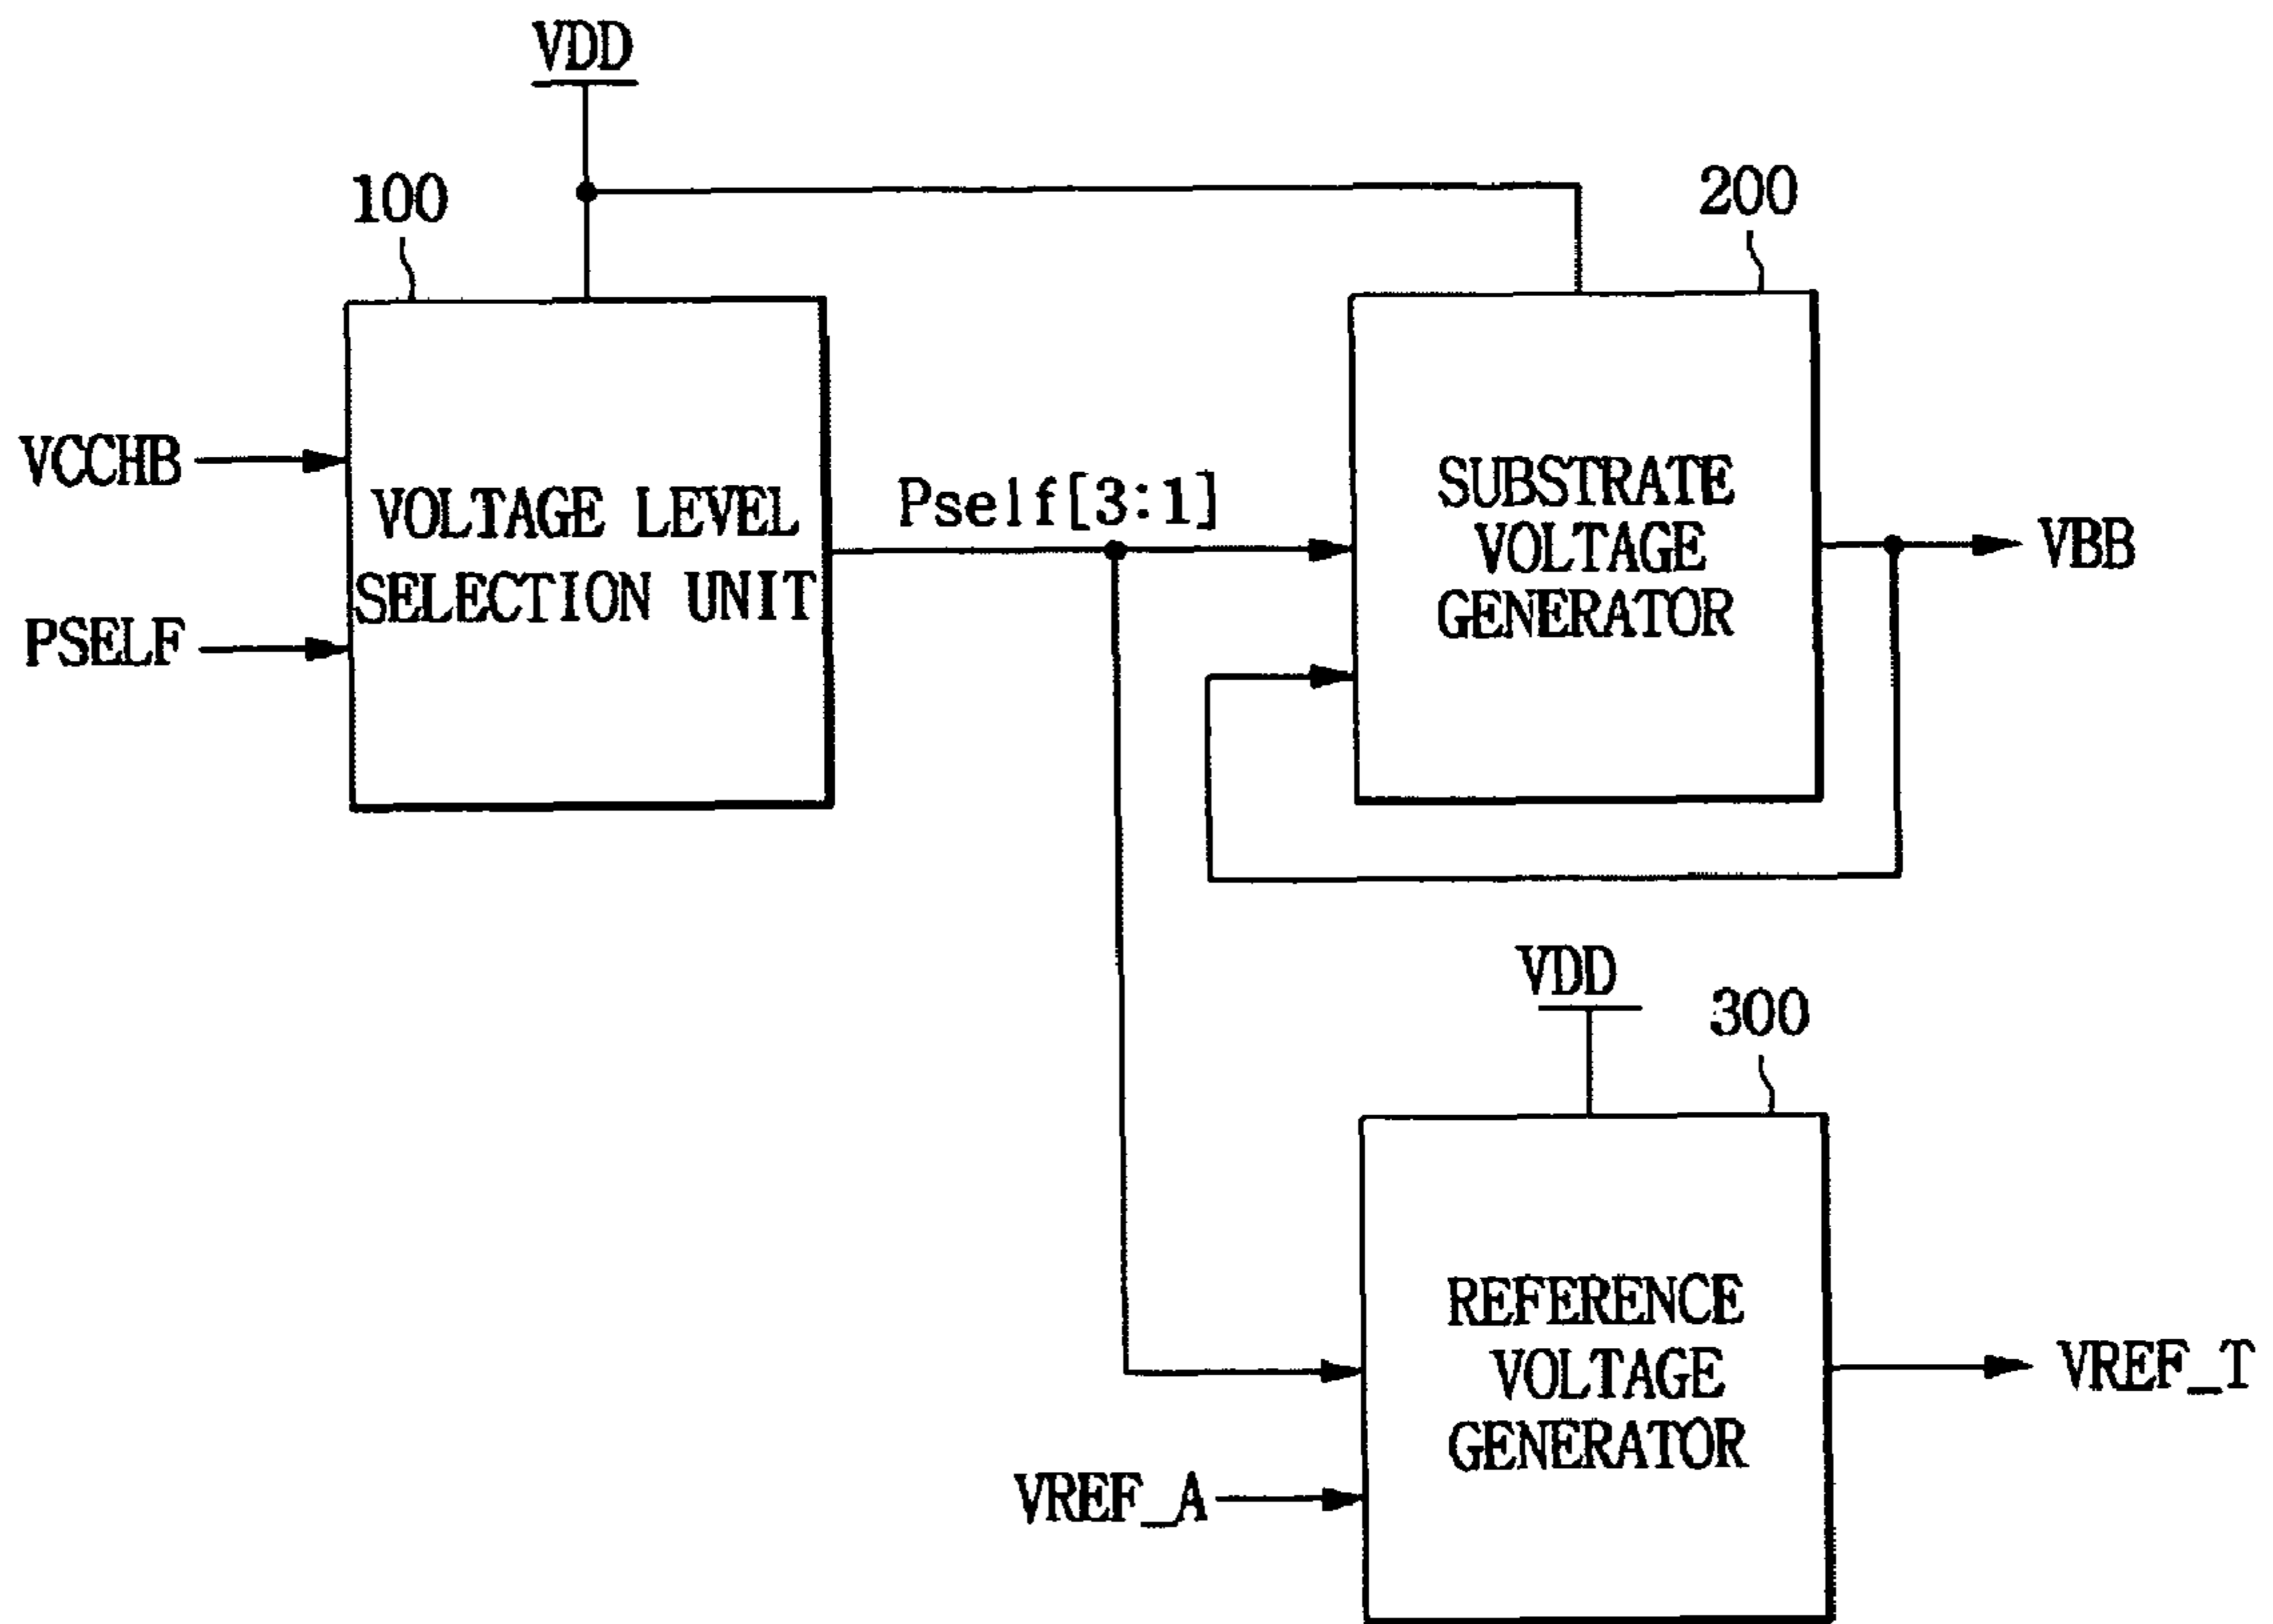 VDD
100
200
VCCHB
PSELF
VOLTAGE LEVEL
SELECTION UNIT
Pself[3:1]
SUBSTRATE
VOLTAGE
GENERATOR
VBB
VDD
300
REFERENCE
VOLTAGE
GENERATOR
VREF_A
VREF_T